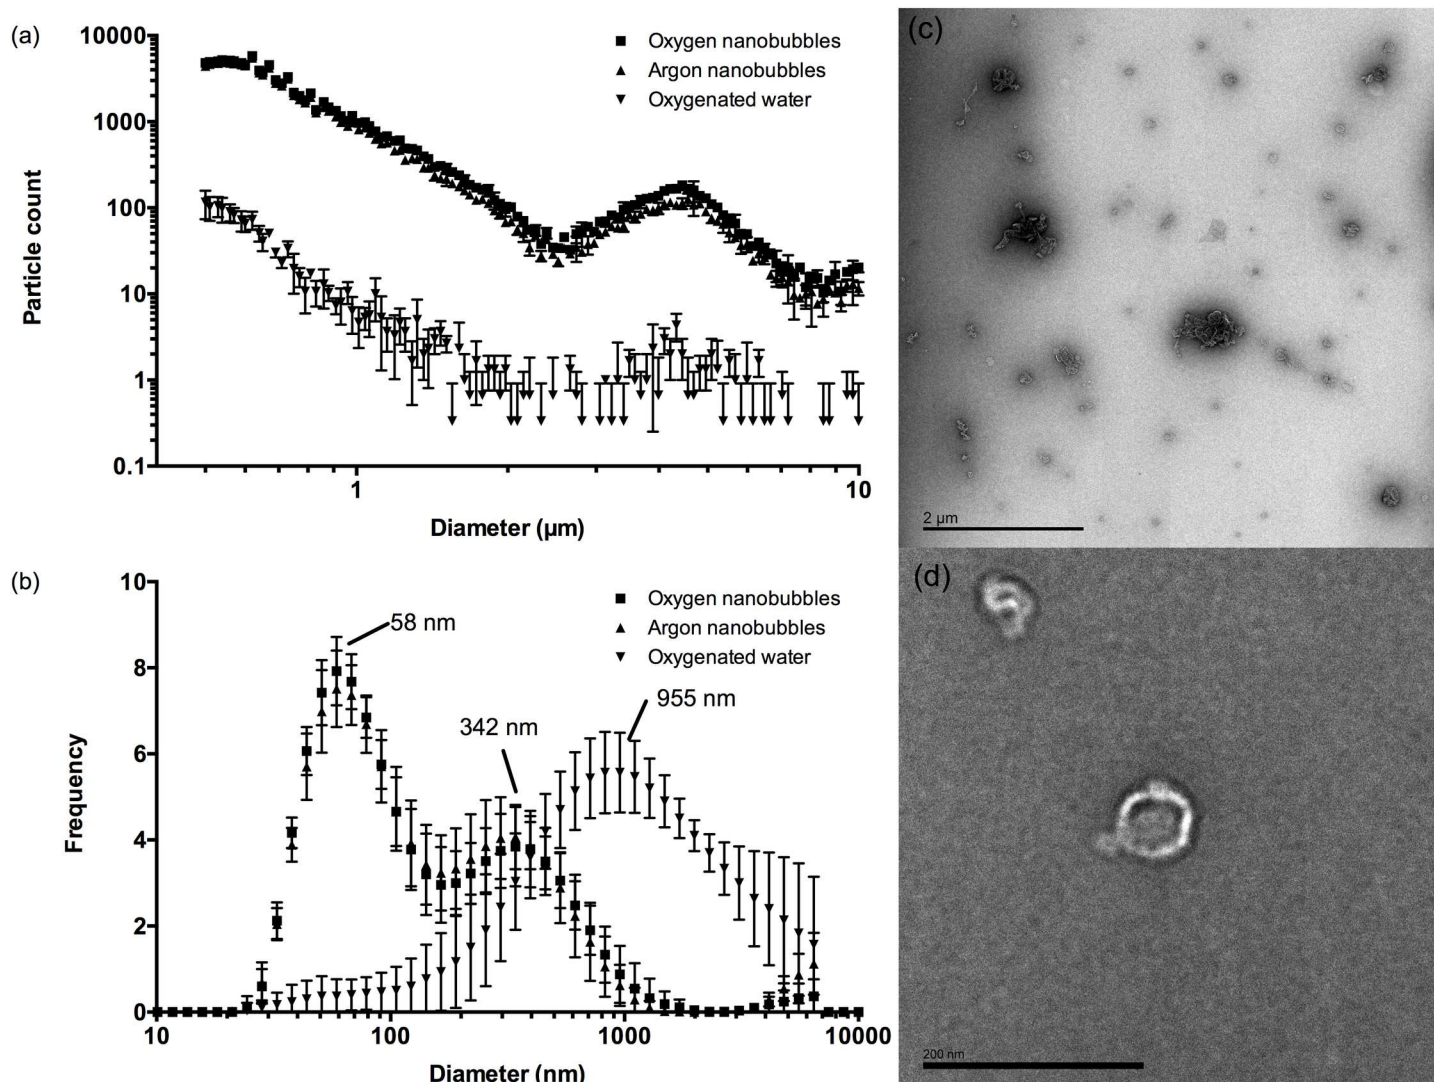 (a)
10000
1000
100
10
1
0.1
Particle count
1
10
Diameter (µm)
Oxygen nanobubbles
Argon nanobubbles
Oxygenated water
(b)
10
8
6
4
2
0
Frequency
10
100
1000
10000
Diameter (nm)
58 nm
342 nm
955 nm
Oxygen nanobubbles
Argon nanobubbles
Oxygenated water
(c)
2 µm
(d)
200 nm